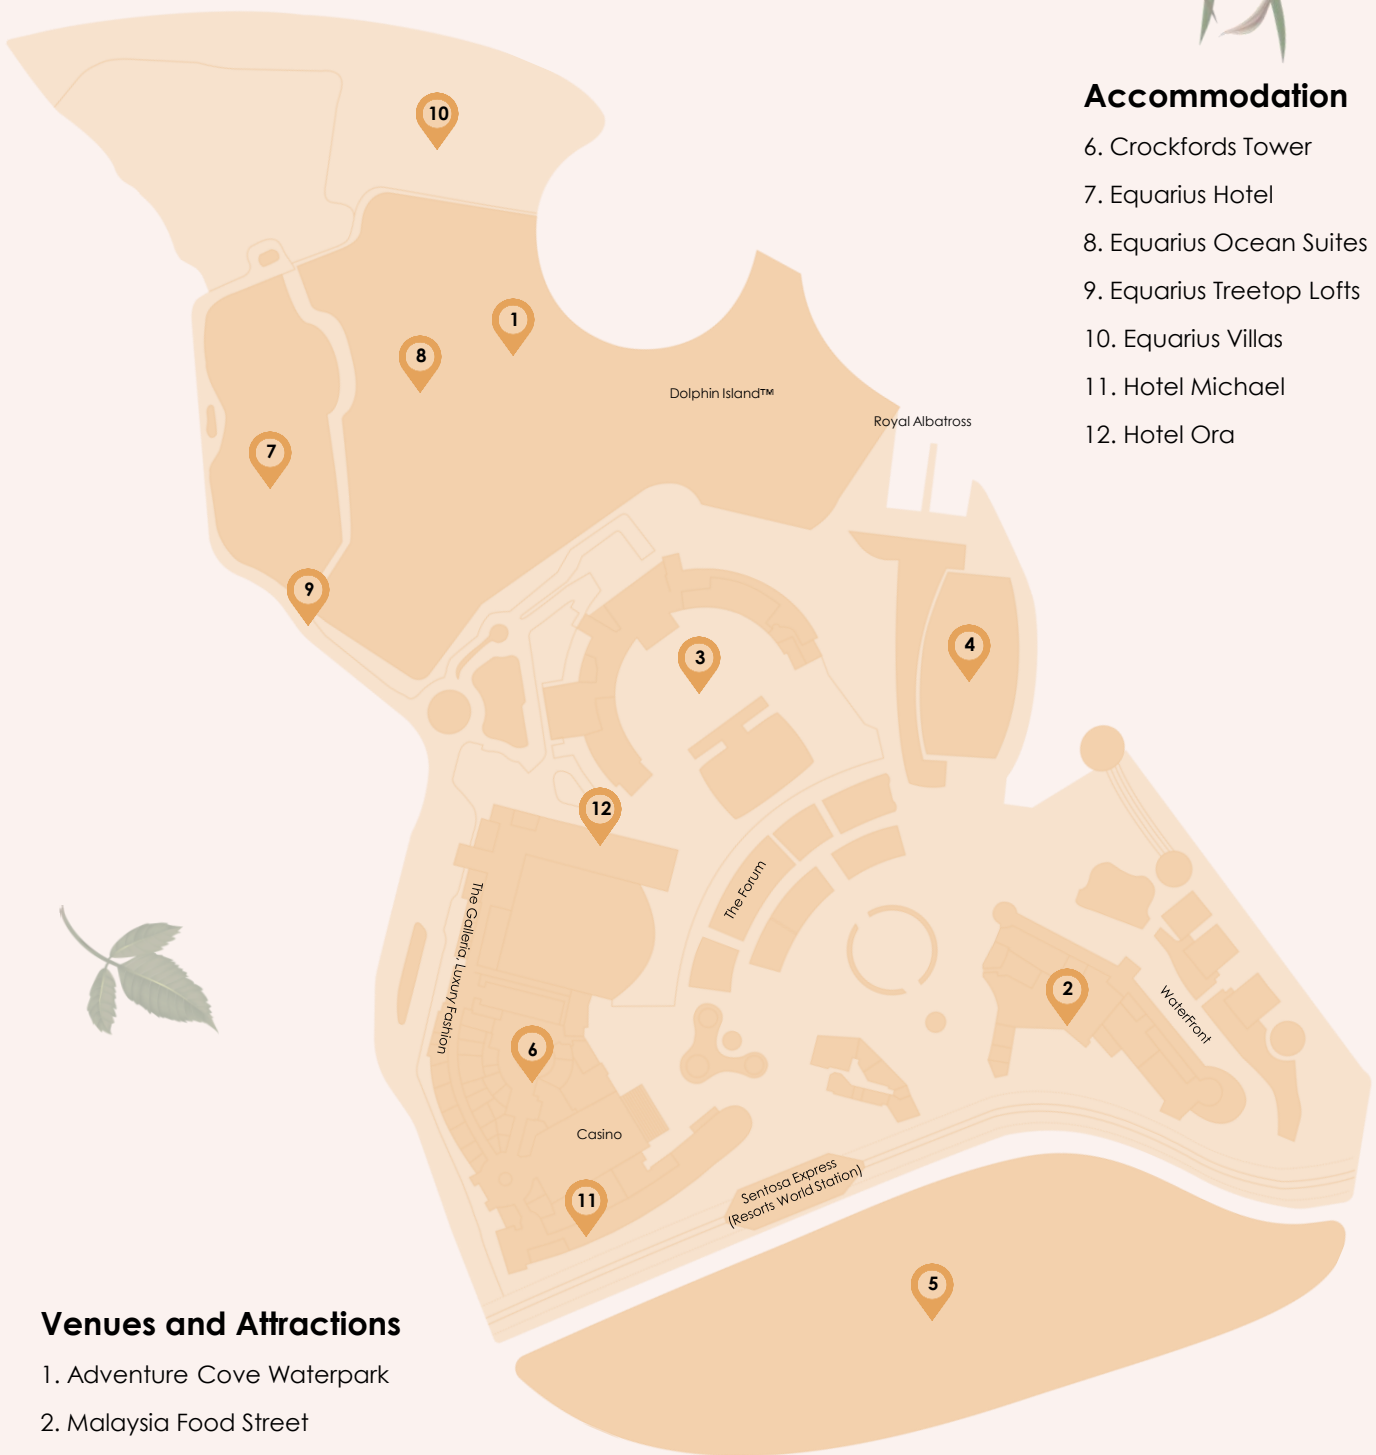 Accommodation
6. Crockfords Tower
7. Equarius Hotel
8. Equarius Ocean Suites
9. Equarius Treetop Lofts
10. Equarius Villas
11. Hotel Michael
12. Hotel Ora
10
1
8
Dolphin Island™
Royal Albatross
7
9
3
4
12
The Forum
The Galleria, Luxury Fashion
2
WaterFront
6
Casino
Sentosa Express
(Resorts World Station)
11
5
Venues and Attractions
1. Adventure Cove Waterpark
2. Malaysia Food Street